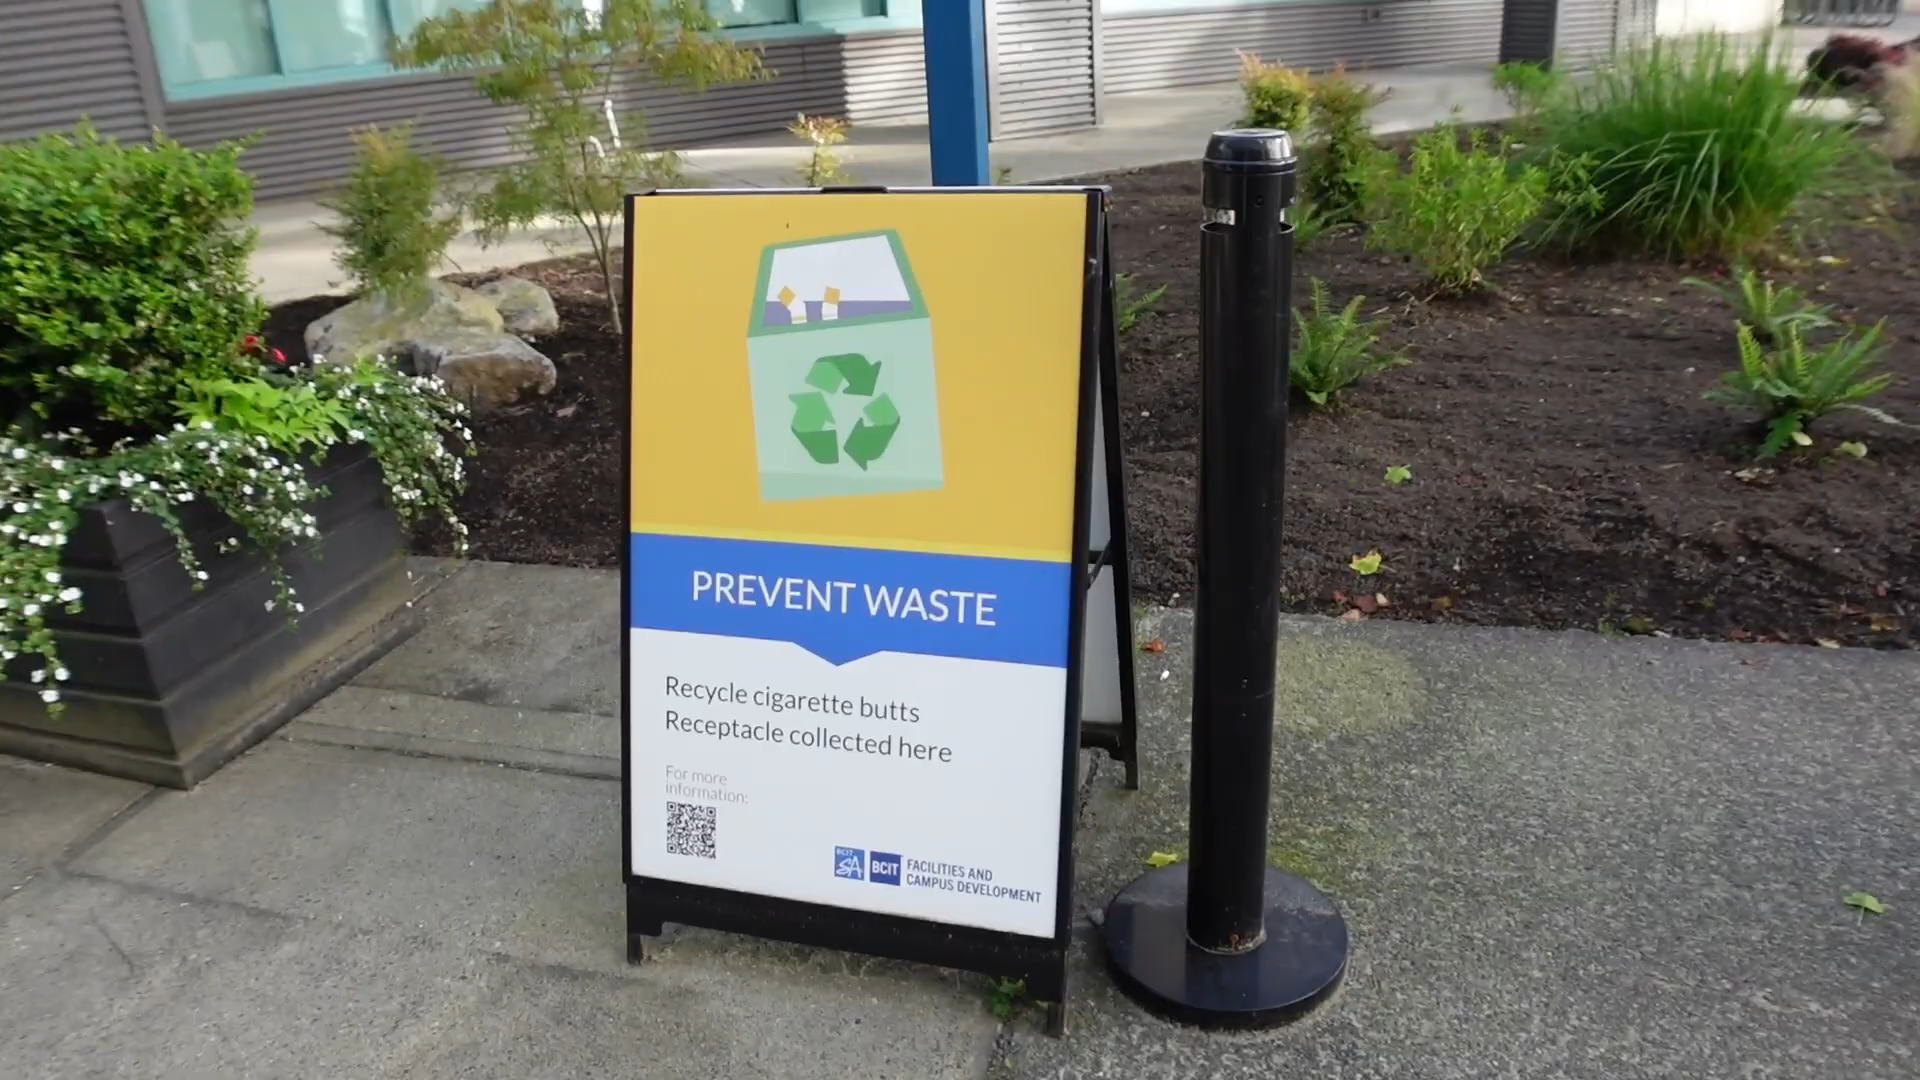 PREVENT WASTE
Recycle cigarette butts
Receptacle collected here
For more
information:
BCIT
SA
BCIT
FACILITIES AND
CAMPUS DEVELOPMENT